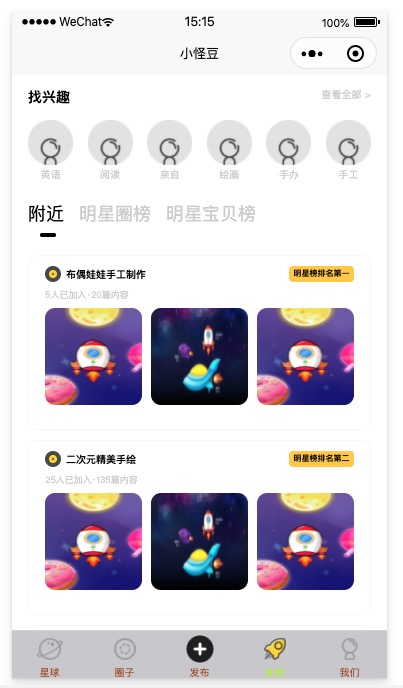 WeChat 15:15 100%
小怪豆
找兴趣 查看全部 >
英语 阅读 亲自 绘画 手办 手工
附近 明星圈榜 明星宝贝榜
布偶娃娃手工制作 明星榜排名第一
5人已加入·20篇内容
二次元精美手绘 明星榜排名第二
25人已加入·135篇内容
星球 圈子 发布 我们